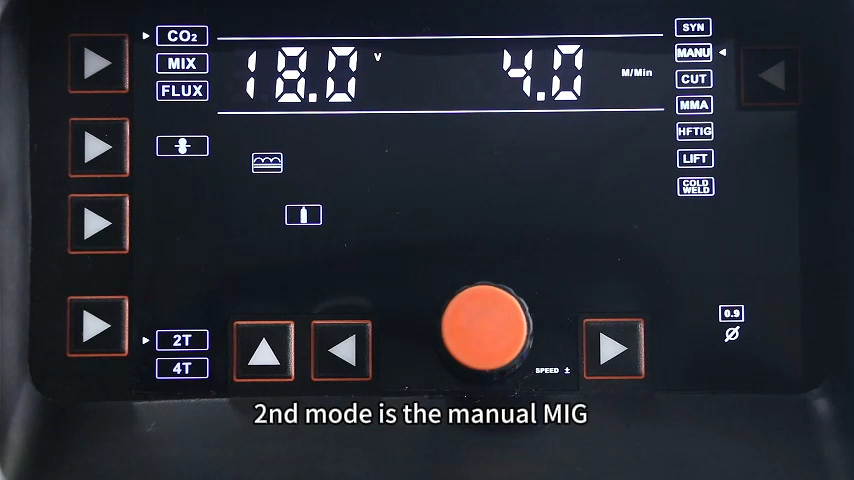 CO₂
MIX
FLUX
18.0 V
4.0 M/Min
SYN
MANU
CUT
MMA
HFTIG
LIFT
COLD WELD
2T
4T
SPEED ±
0.9
Ø
2nd mode is the manual MIG